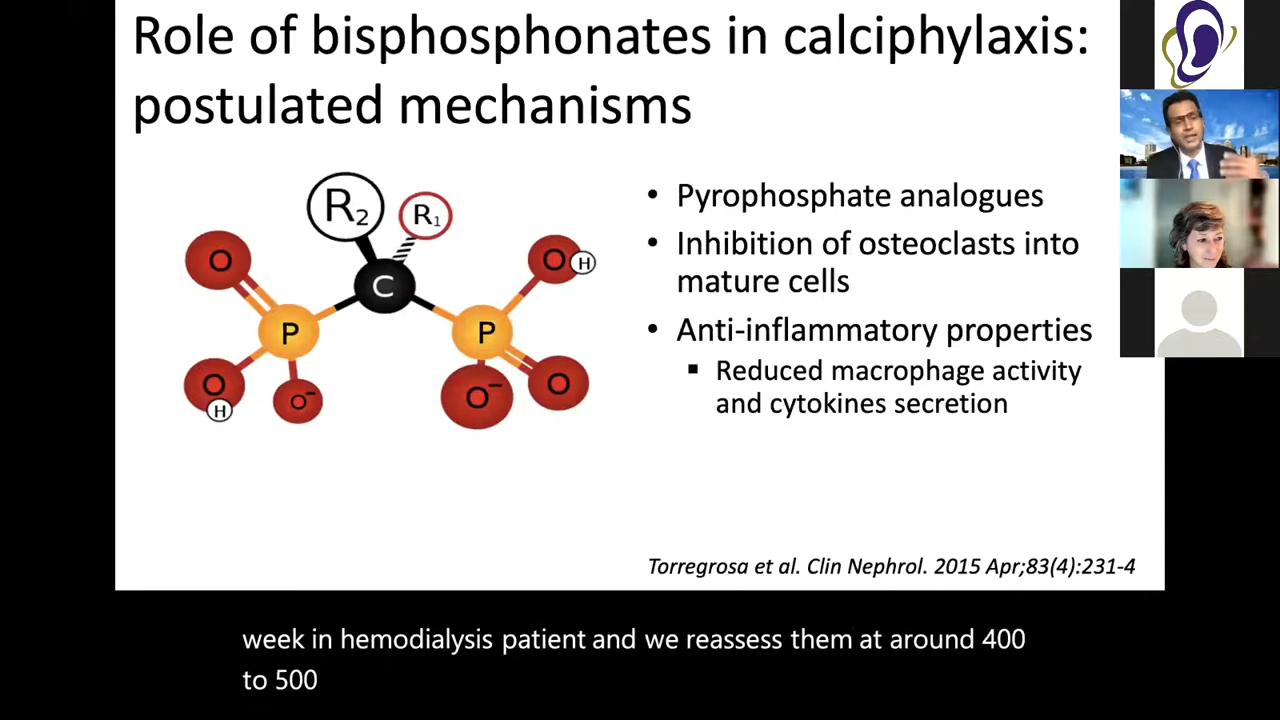 Role of bisphosphonates in calciphylaxis:
postulated mechanisms
R2
R1
O
O
H
C
P
P
O
H
O−
O−
O
• Pyrophosphate analogues
• Inhibition of osteoclasts into
mature cells
• Anti-inflammatory properties
▪ Reduced macrophage activity
and cytokines secretion
Torregrosa et al. Clin Nephrol. 2015 Apr;83(4):231-4
week in hemodialysis patient and we reassess them at around 400
to 500